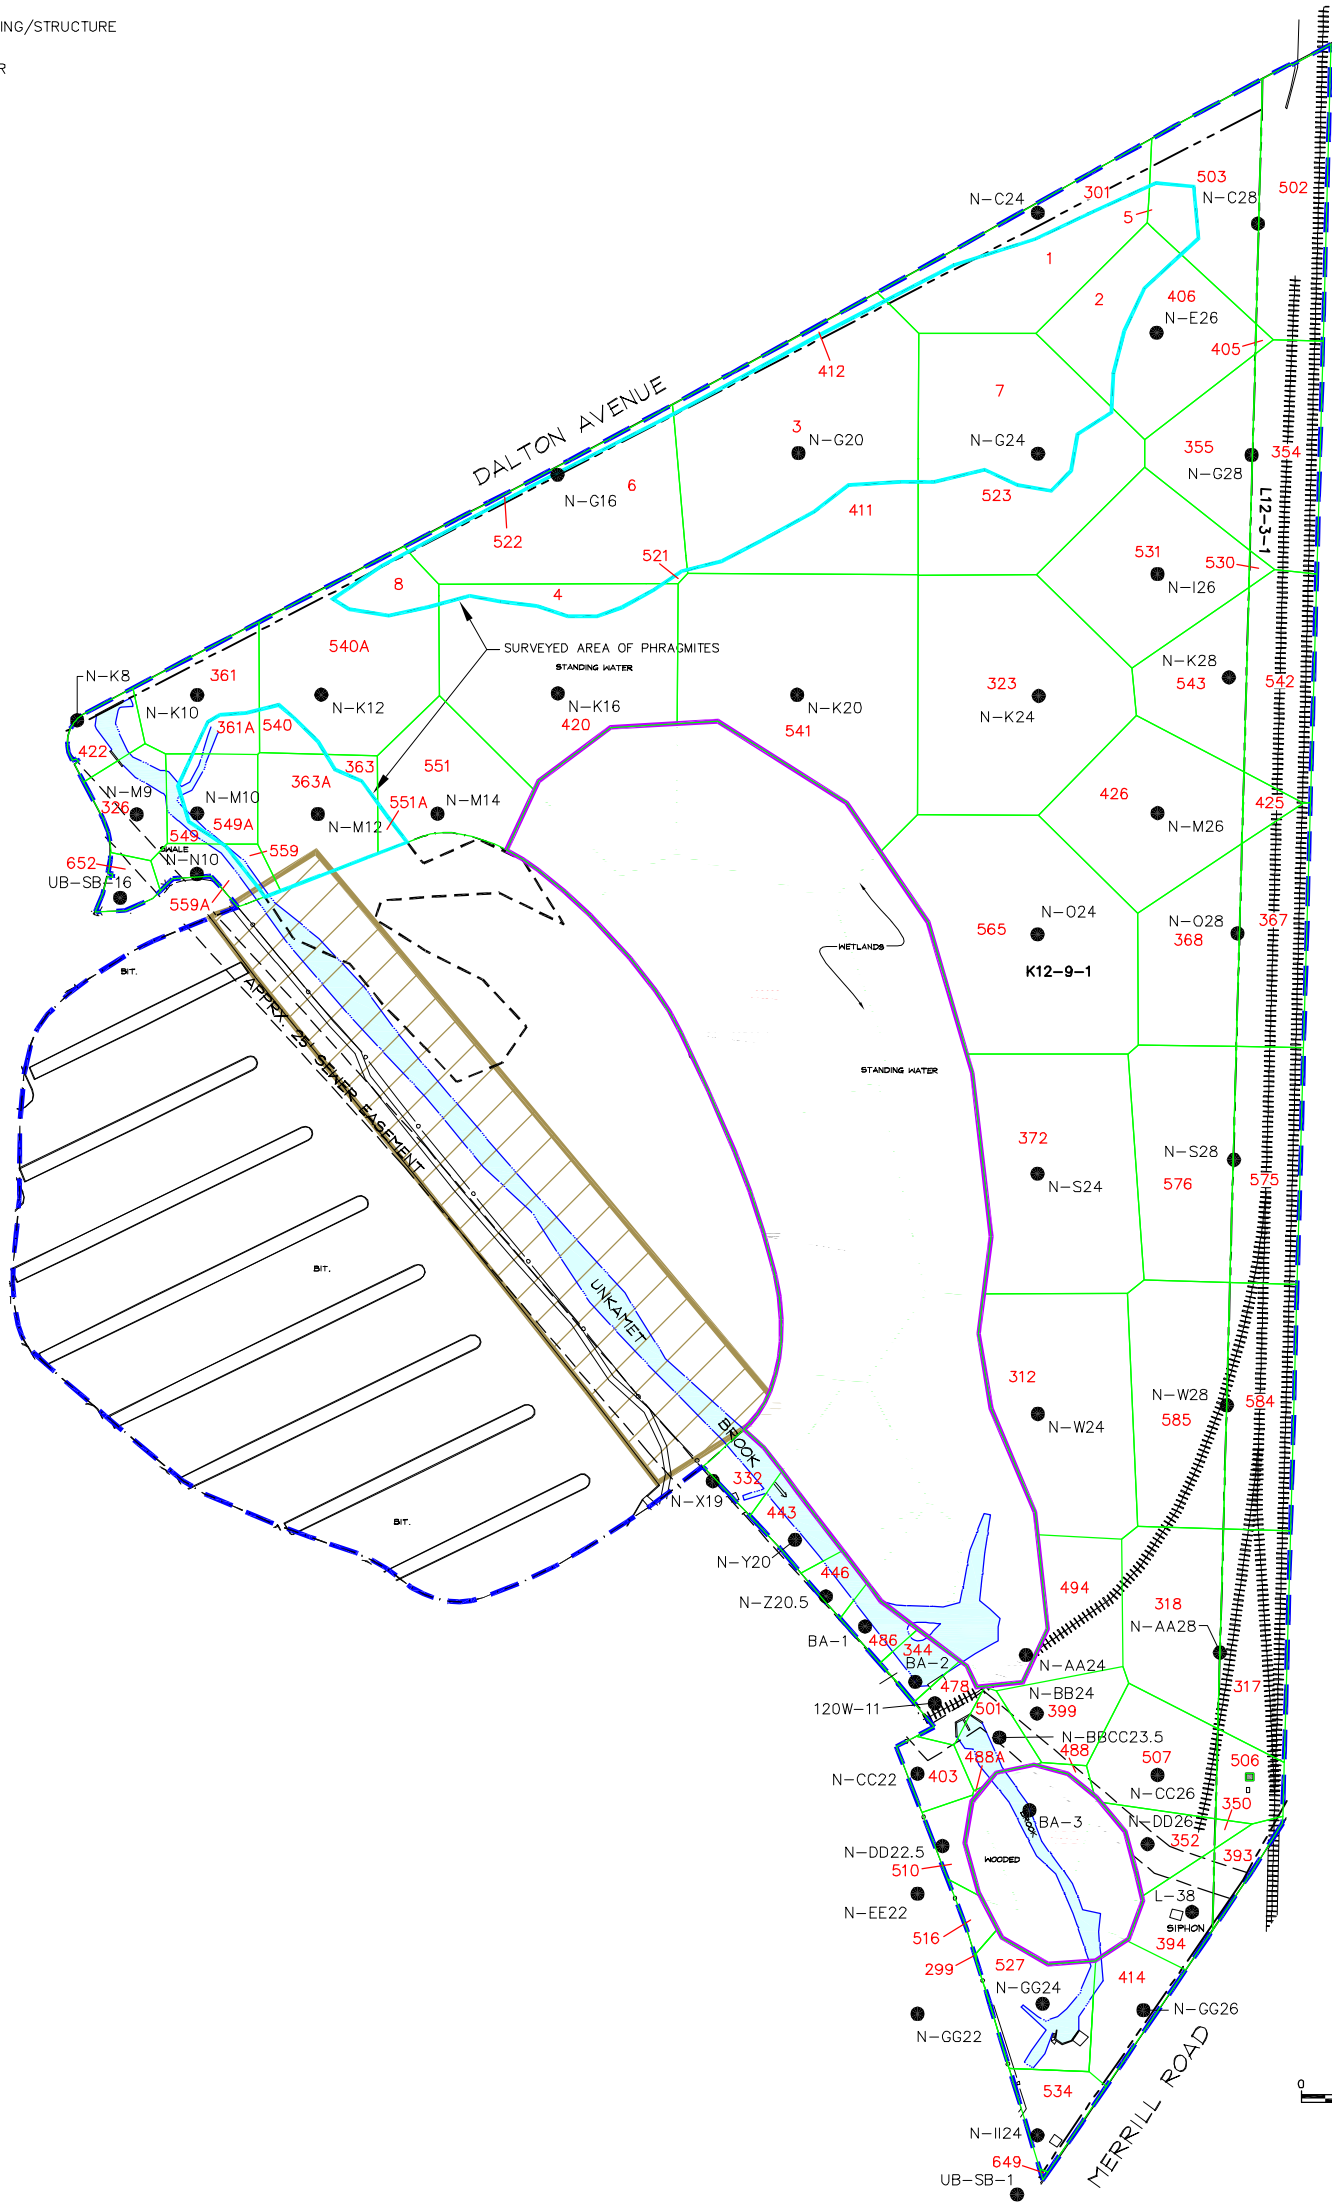 ING/STRUCTURE
R
503
502
301
N-C24
N-C28
5
1
2
406
N-E26
405
412
DALTON AVENUE
7
3
N-G20
N-G24
355
354
N-G28
6
N-G16
523
411
L12-3-1
522
521
531
530
8
4
N-I26
SURVEYED AREA OF PHRAGMITES
540A
STANDING WATER
N-K8
361
N-K28
543
542
N-K10
N-K12
N-K16
N-K20
323
N-K24
361A
540
420
541
422
363
551
363A
N-M9
N-M10
551A
N-M14
426
425
326
549A
N-M12
N-M26
549
SWALE
559
N-N10
652
UB-SB-16
559A
N-O24
N-O28
367
565
368
WETLANDS
K12-9-1
BIT.
APPRX. 25' SEWER EASEMENT
STANDING WATER
372
N-S28
N-S24
576
575
BIT.
UNKAMET
312
N-W28
584
N-W24
585
BROOK
332
N-X19
443
BIT.
N-Y20
446
494
N-Z20.5
318
BA-1
486
344
N-AA28
BA-2
N-AA24
478
317
120W-11
501
N-BB24
399
N-BBCC23.5
488A
488
403
507
506
N-CC22
N-CC26
350
BA-3
BROOK
N-DD26
352
N-DD22.5
393
510
WOODED
N-EE22
L-38
SIPHON
516
394
299
527
414
N-GG24
N-GG26
N-GG22
MERRILL ROAD
534
0
N-II24
649
UB-SB-1